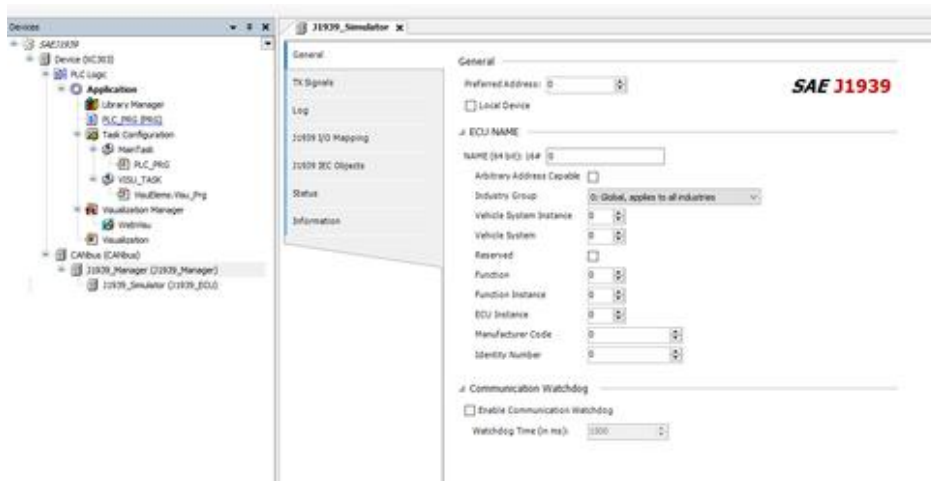 Devices
SAEJ1939
Device (XC303)
PLC Logic
Application
Library Manager
PLC_PRG (PRG)
Task Configuration
MainTask
PLC_PRG
VISU_TASK
VisuElems.Visu_Prg
Visualization Manager
WebVisu
Visualization
CANbus (CANbus)
J1939_Manager (J1939_Manager)
J1939_Simulator (J1939_ECU)
J1939_Simulator
General
TX Signals
Log
J1939 I/O Mapping
J1939 IEC Objects
Status
Information
General
Preferred Address: 0
SAE J1939
Local Device
ECU NAME
NAME (64 bit): 16# 0
Arbitrary Address Capable
Industry Group 0: Global, applies to all industries
Vehicle System Instance 0
Vehicle System 0
Reserved
Function 0
Function Instance 0
ECU Instance 0
Manufacturer Code 0
Identity Number 0
Communication Watchdog
Enable Communication Watchdog
Watchdog Time (in ms): 1000